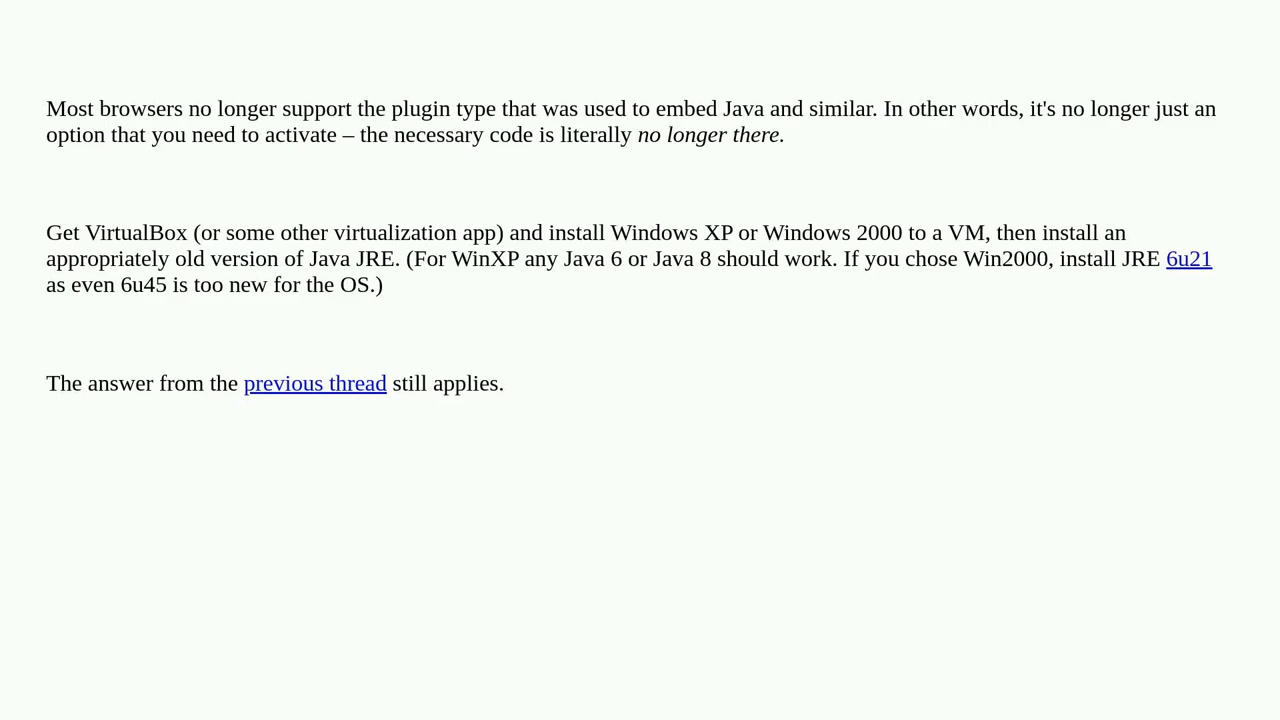 Most browsers no longer support the plugin type that was used to embed Java and similar. In other words, it's no longer just an
option that you need to activate – the necessary code is literally no longer there.
Get VirtualBox (or some other virtualization app) and install Windows XP or Windows 2000 to a VM, then install an
appropriately old version of Java JRE. (For WinXP any Java 6 or Java 8 should work. If you chose Win2000, install JRE 6u21
as even 6u45 is too new for the OS.)
The answer from the previous thread still applies.